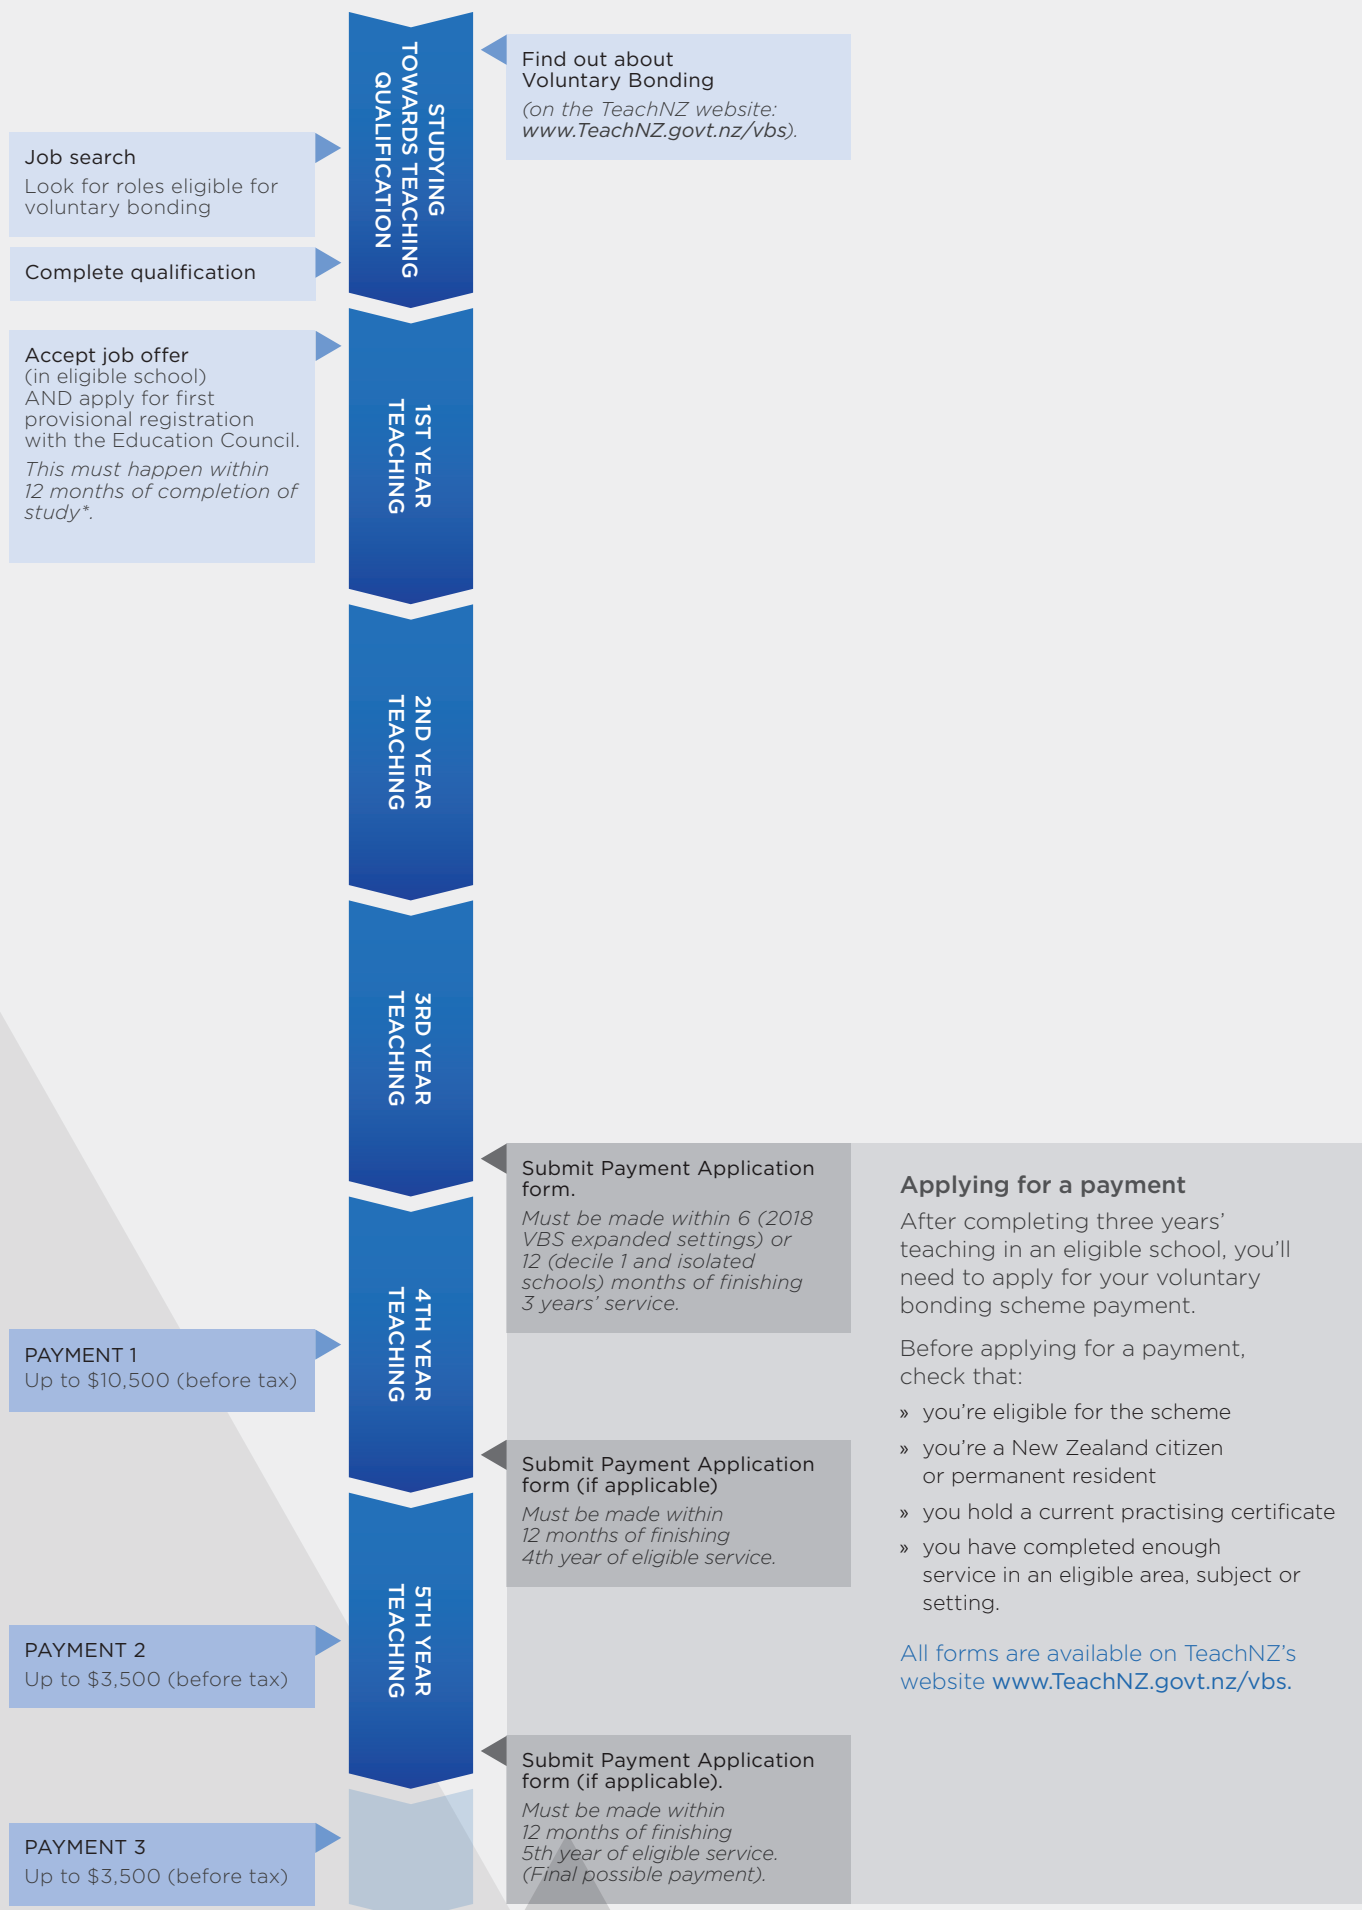 STUDYING
TOWARDS TEACHING
QUALIFICATION
Find out about
Voluntary Bonding
(on the TeachNZ website:
www.TeachNZ.govt.nz/vbs).
Job search
Look for roles eligible for
voluntary bonding
Complete qualification
Accept job offer
(in eligible school)
AND apply for first
provisional registration
with the Education Council.
This must happen within
12 months of completion of
study*.
1ST YEAR
TEACHING
2ND YEAR
TEACHING
3RD YEAR
TEACHING
Submit Payment Application
form.
Must be made within 6 (2018
VBS expanded settings) or
12 (decile 1 and isolated
schools) months of finishing
3 years’ service.
4TH YEAR
TEACHING
PAYMENT 1
Up to $10,500 (before tax)
Submit Payment Application
form (if applicable)
Must be made within
12 months of finishing
4th year of eligible service.
5TH YEAR
TEACHING
PAYMENT 2
Up to $3,500 (before tax)
Submit Payment Application
form (if applicable).
Must be made within
12 months of finishing
5th year of eligible service.
(Final possible payment).
PAYMENT 3
Up to $3,500 (before tax)
Applying for a payment
After completing three years’
teaching in an eligible school, you’ll
need to apply for your voluntary
bonding scheme payment.
Before applying for a payment,
check that:
» you’re eligible for the scheme
» you’re a New Zealand citizen
or permanent resident
» you hold a current practising certificate
» you have completed enough
service in an eligible area, subject or
setting.
All forms are available on TeachNZ’s
website www.TeachNZ.govt.nz/vbs.